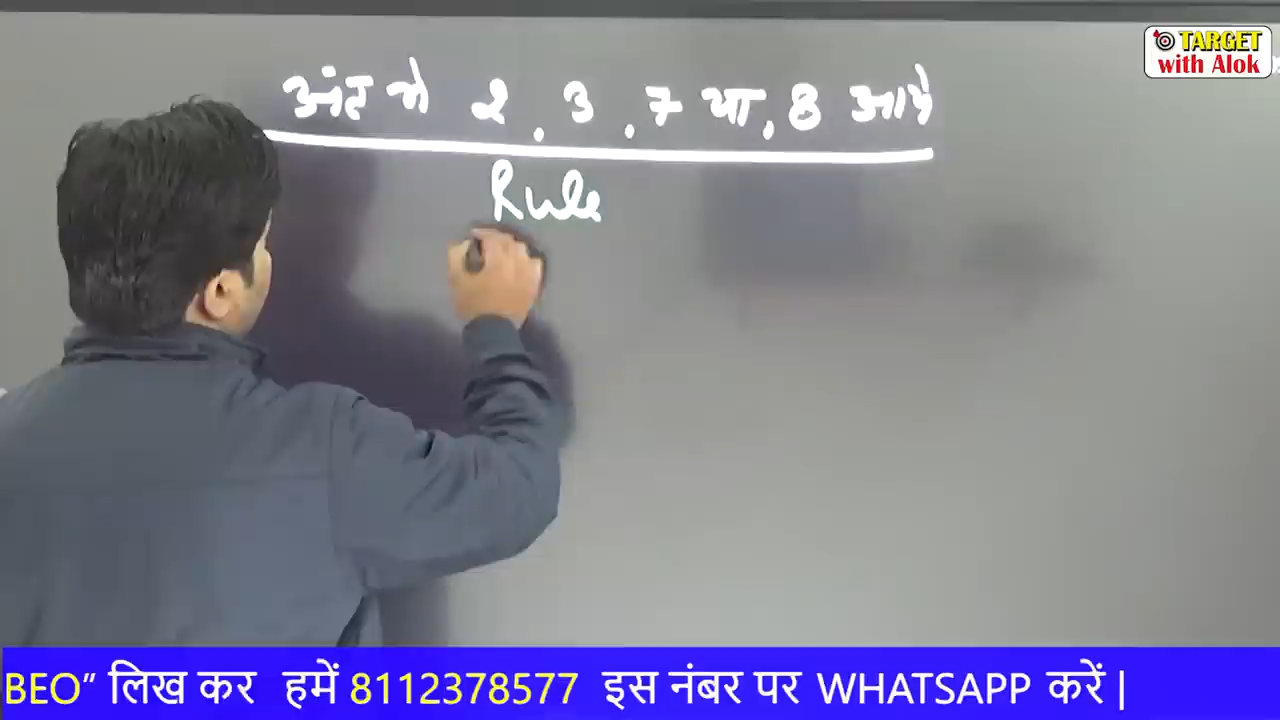 TARGET
with Alok
अंत मे 2, 3, 7 या, 8 आये
Rule
BEO” लिख कर हमें 8112378577 इस नंबर पर WHATSAPP करें |